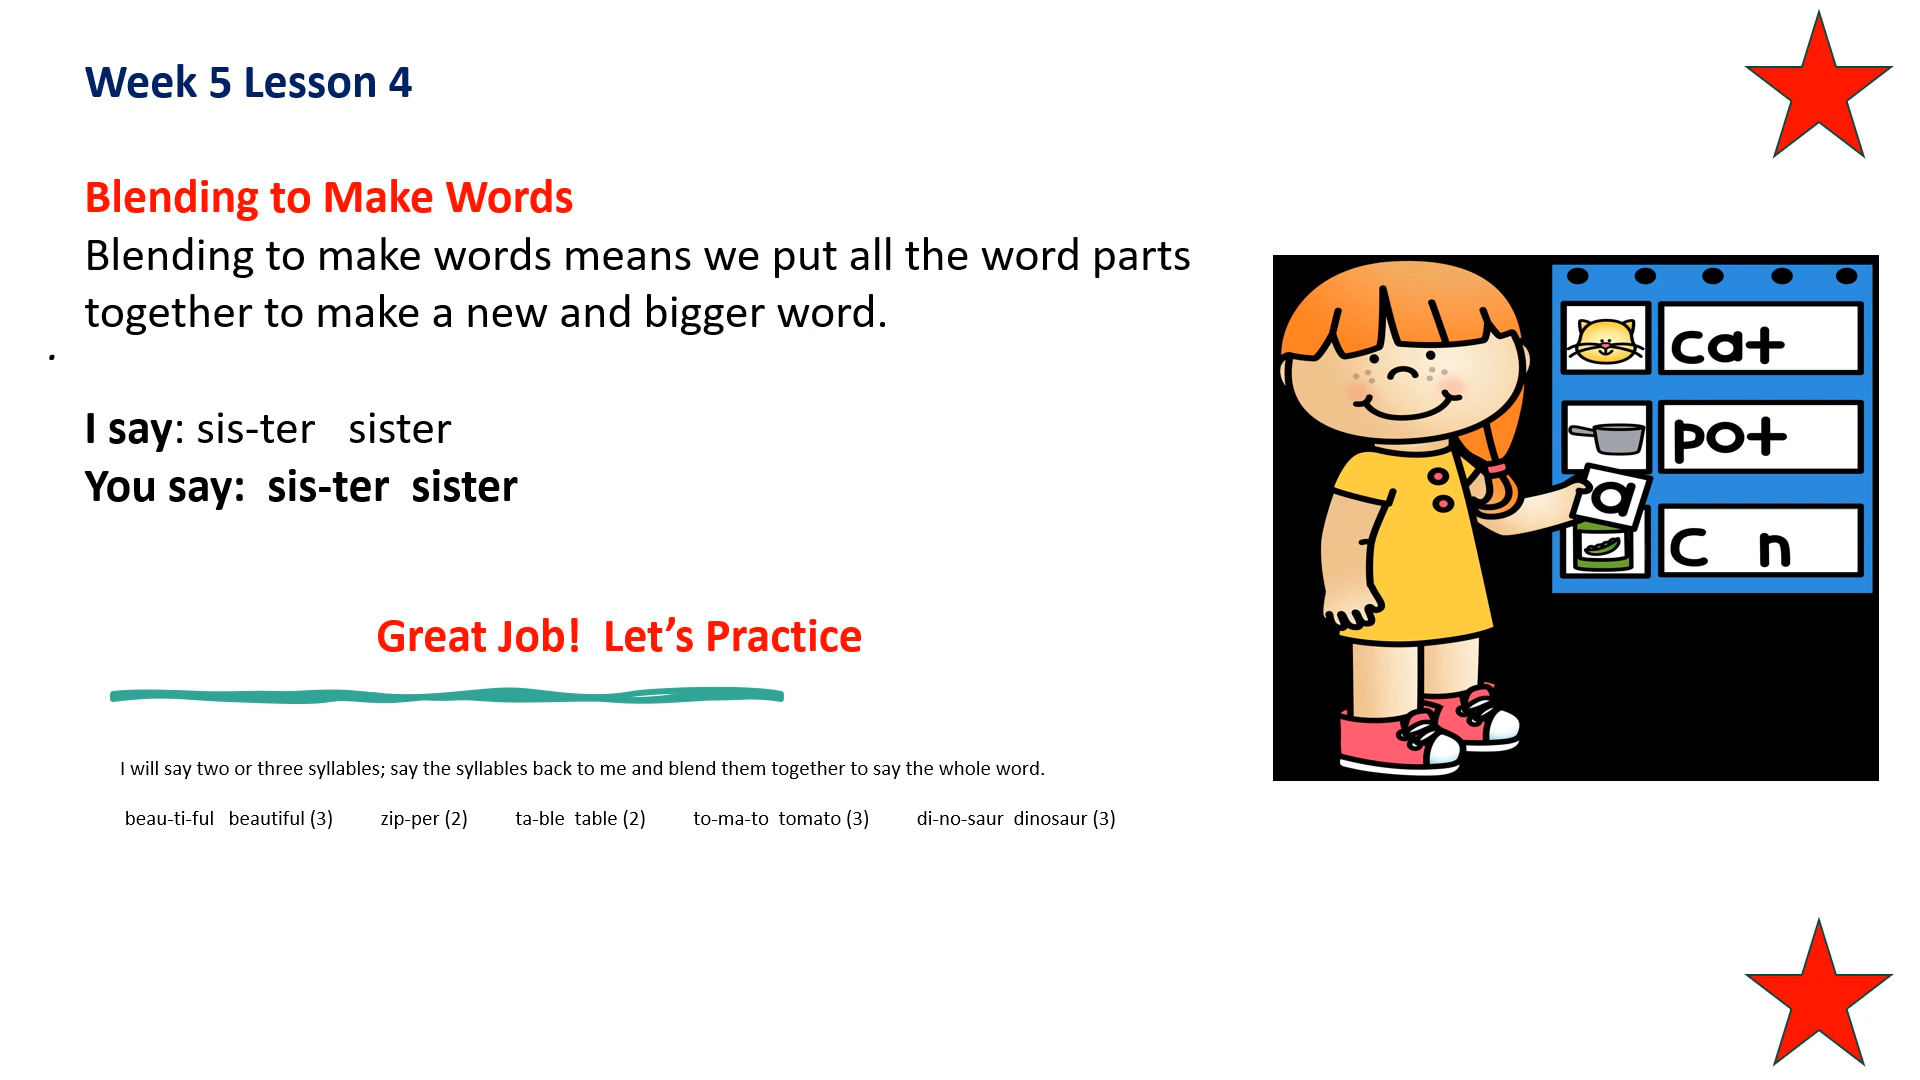 Week 5 Lesson 4
Blending to Make Words
Blending to make words means we put all the word parts
together to make a new and bigger word.
.
I say: sis-ter sister
You say: sis-ter sister
Great Job! Let’s Practice
I will say two or three syllables; say the syllables back to me and blend them together to say the whole word.
beau-ti-ful beautiful (3) zip-per (2) ta-ble table (2) to-ma-to tomato (3) di-no-saur dinosaur (3)
cat
pot
a
c n